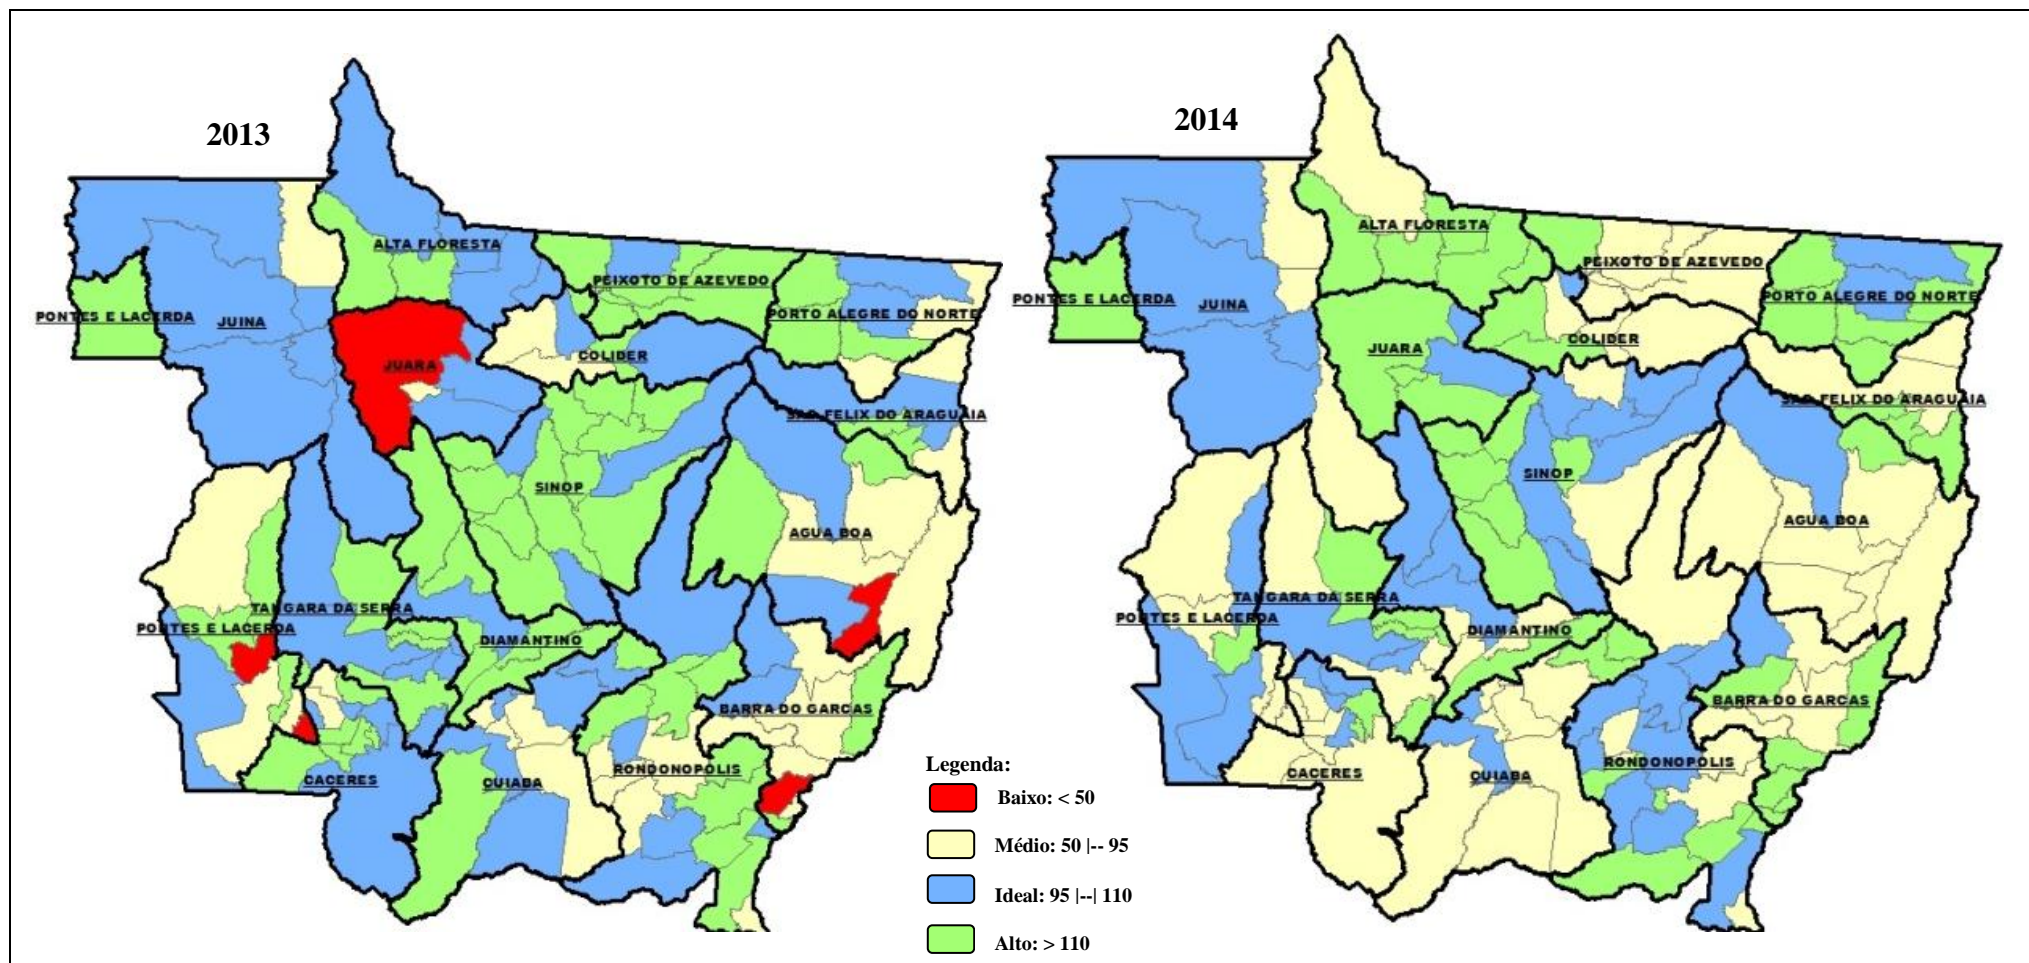 2013
ALTA FLORESTA
PEIXOTO DE AZEVEDO
PONTES E LACERDA
JUINA
PORTO ALEGRE DO NORTE
COLIDER
JUARA
SAO FELIX DO ARAGUAIA
SINOP
AGUA BOA
TANGARA DA SERRA
PONTES E LACERDA
DIAMANTINO
BARRA DO GARCAS
RONDONOPOLIS
CACERES
CUIABA
2014
ALTA FLORESTA
PEIXOTO DE AZEVEDO
PONTES E LACERDA
JUINA
PORTO ALEGRE DO NORTE
COLIDER
JUARA
SAO FELIX DO ARAGUAIA
SINOP
AGUA BOA
TANGARA DA SERRA
PONTES E LACERDA
DIAMANTINO
BARRA DO GARCAS
RONDONOPOLIS
CACERES
CUIABA
Legenda:
Baixo: < 50
Médio: 50 |-- 95
Ideal: 95 |--| 110
Alto: > 110